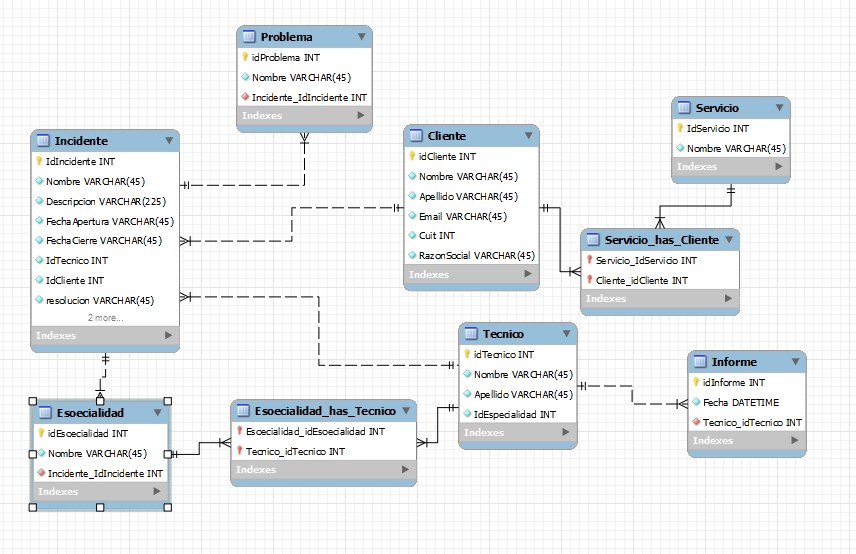 Problema
idProblema INT
Nombre VARCHAR(45)
Incidente_IdIncidente INT
Indexes
Incidente
IdIncidente INT
Nombre VARCHAR(45)
Descripcion VARCHAR(225)
FechaApertura VARCHAR(45)
FechaCierre VARCHAR(45)
IdTecnico INT
IdCliente INT
resolucion VARCHAR(45)
2 more...
Indexes
Cliente
idCliente INT
Nombre VARCHAR(45)
Apellido VARCHAR(45)
Email VARCHAR(45)
Cuit INT
RazonSocial VARCHAR(45)
Indexes
Servicio
IdServicio INT
Nombre VARCHAR(45)
Indexes
Servicio_has_Cliente
Servicio_IdServicio INT
Cliente_idCliente INT
Indexes
Tecnico
idTecnico INT
Nombre VARCHAR(45)
Apellido VARCHAR(45)
IdEspecialidad INT
Indexes
Informe
idInforme INT
Fecha DATETIME
Tecnico_idTecnico INT
Indexes
Esoecialidad
idEsoecialidad INT
Nombre VARCHAR(45)
Incidente_IdIncidente INT
Indexes
Esoecialidad_has_Tecnico
Esoecialidad_idEsoecialidad INT
Tecnico_idTecnico INT
Indexes